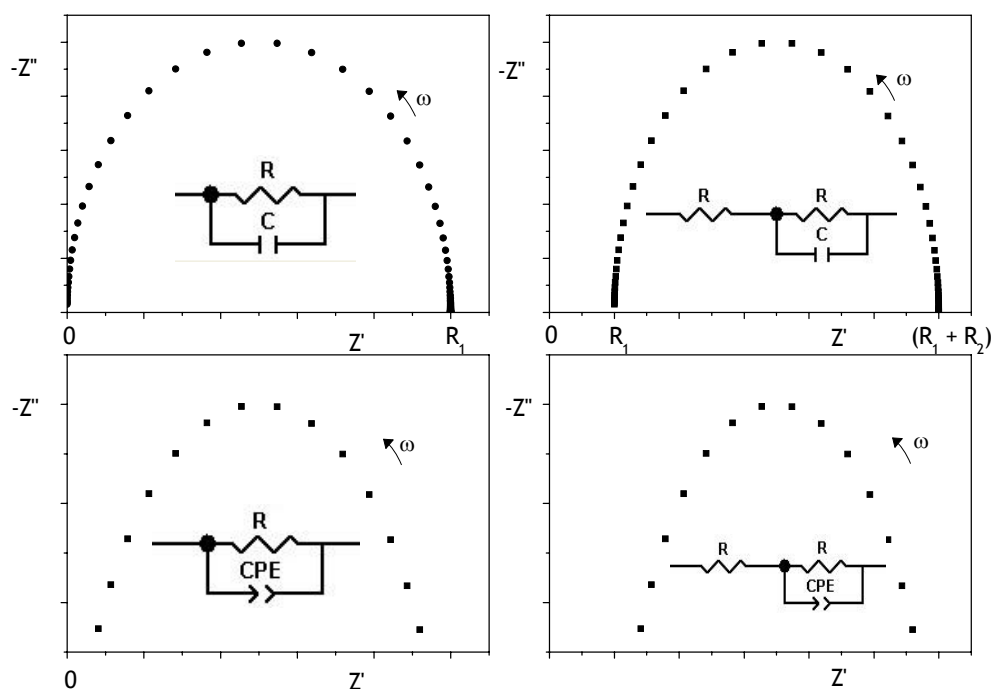 -Z"
ω
R
C
0
Z'
R1
-Z"
ω
R
R
C
0
R1
Z'
(R1 + R2)
-Z"
ω
R
CPE
0
Z'
-Z"
ω
R
R
CPE
Z'